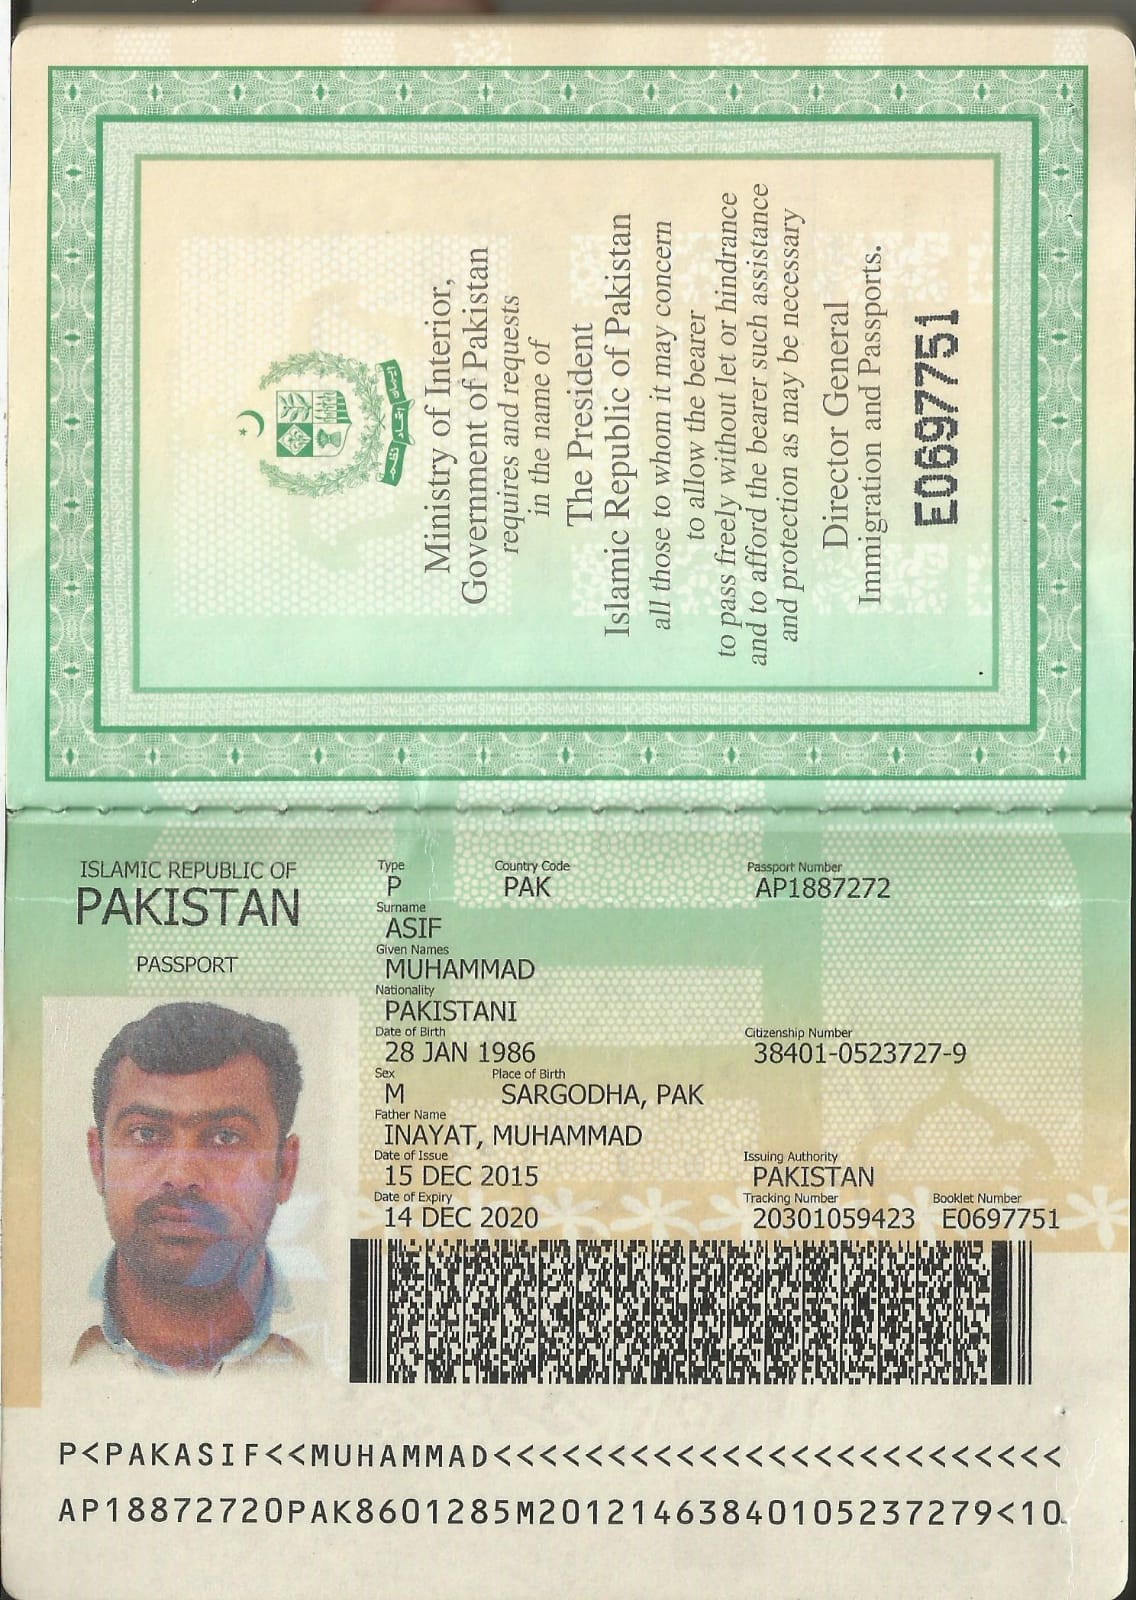 Ministry of Interior,
Government of Pakistan
requires and requests
in the name of
The President
Islamic Republic of Pakistan
all those to whom it may concern
to allow the bearer
to pass freely without let or hindrance
and to afford the bearer such assistance
and protection as may be necessary
Director General
Immigration and Passports.
E0697751
ISLAMIC REPUBLIC OF
PAKISTAN
PASSPORT
Type Country Code Passport Number
P PAK AP1887272
Surname
ASIF
Given Names
MUHAMMAD
Nationality
PAKISTANI
Date of Birth Citizenship Number
28 JAN 1986 38401-0523727-9
Sex Place of Birth
M SARGODHA, PAK
Father Name
INAYAT, MUHAMMAD
Date of Issue Issuing Authority
15 DEC 2015 PAKISTAN
Date of Expiry Tracking Number Booklet Number
14 DEC 2020 20301059423 E0697751
P<PAKASIF<<MUHAMMAD<<<<<<<<<<<<<<<<<<<<<<<<<
AP18872720PAK8601285M20121463840105237279<10